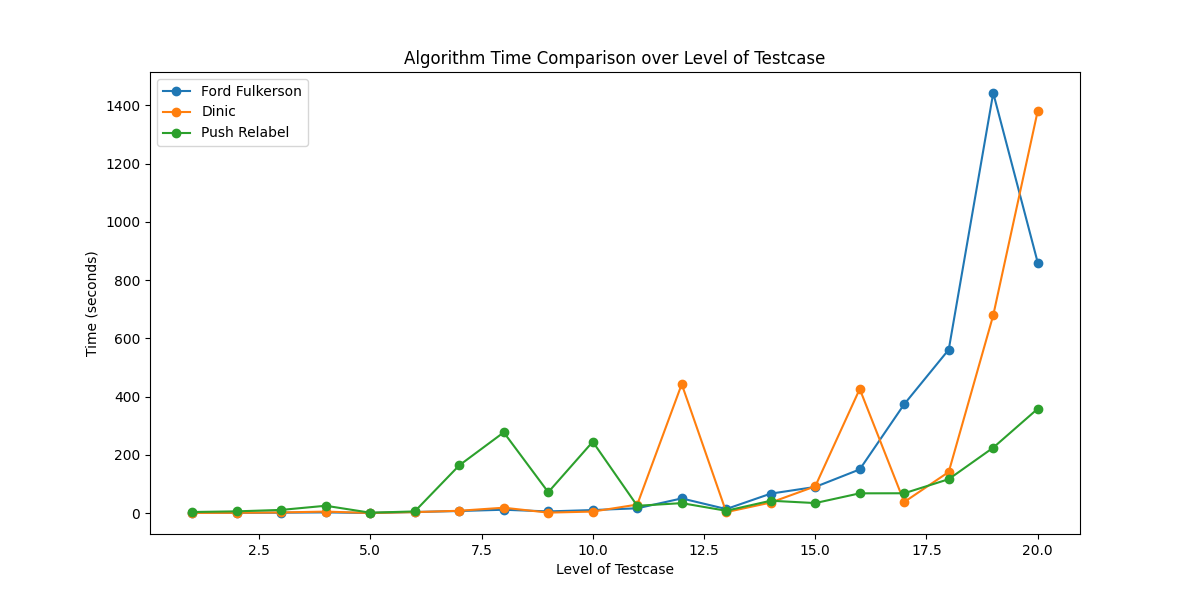 Algorithm Time Comparison over Level of Testcase
Ford Fulkerson
Dinic
Push Relabel
Time (seconds)
1400
1200
1000
800
600
400
200
0
2.5 5.0 7.5 10.0 12.5 15.0 17.5 20.0
Level of Testcase